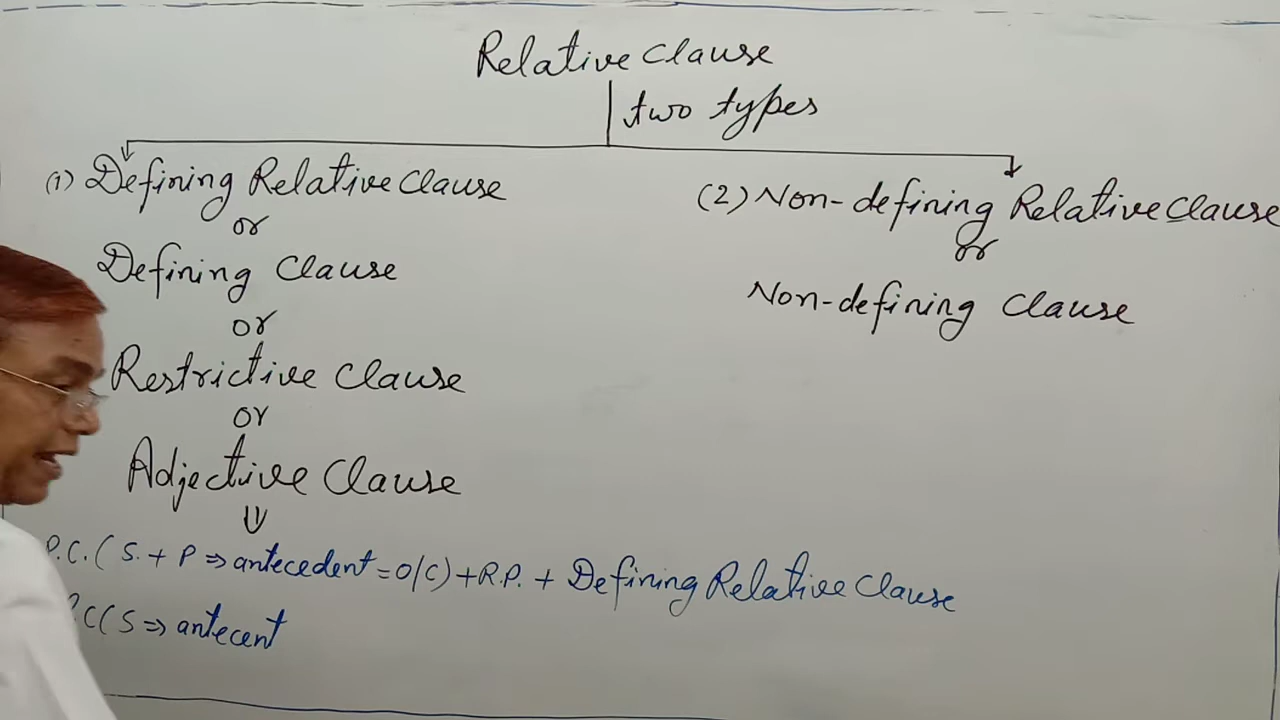 Relative Clause
two types
(1) Defining Relative Clause
or
Defining Clause
or
Restrictive Clause
or
Adjective Clause
P.C. ( S. + P ⇒ antecedent = O/C) + R.P. + Defining Relative Clause
P.C ( S ⇒ antecent
(2) Non-defining Relative Clause
or
Non-defining Clause